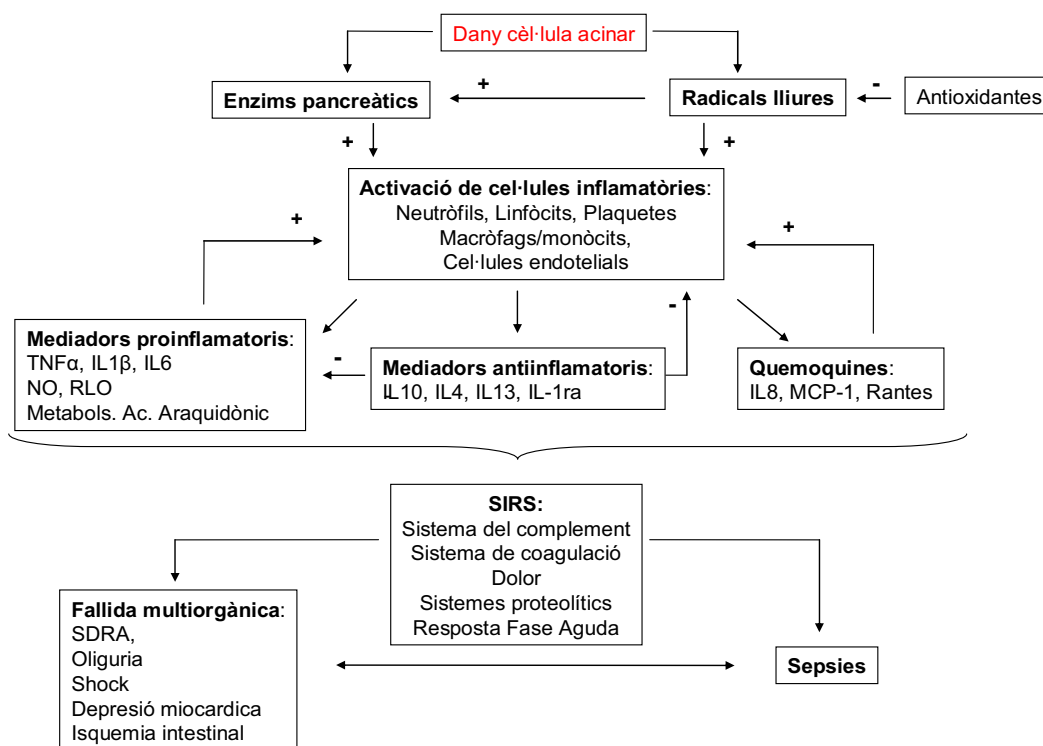 Dany cèl·lula acinar
Enzims pancreàtics
+
Radicals lliures
-
Antioxidantes
+
+
Activació de cel·lules inflamatòries:
Neutròfils, Linfòcits, Plaquetes
Macròfags/monòcits,
Cel·lules endotelials
+
+
-
Mediadors proinflamatoris:
TNFα, IL1β, IL6
NO, RLO
Metabols. Ac. Araquidònic
-
Mediadors antiinflamatoris:
IL10, IL4, IL13, IL-1ra
Quemoquines:
IL8, MCP-1, Rantes
SIRS:
Sistema del complement
Sistema de coagulació
Dolor
Sistemes proteolítics
Resposta Fase Aguda
Fallida multiorgànica:
SDRA,
Oliguria
Shock
Depresió miocardica
Isquemia intestinal
Sepsies